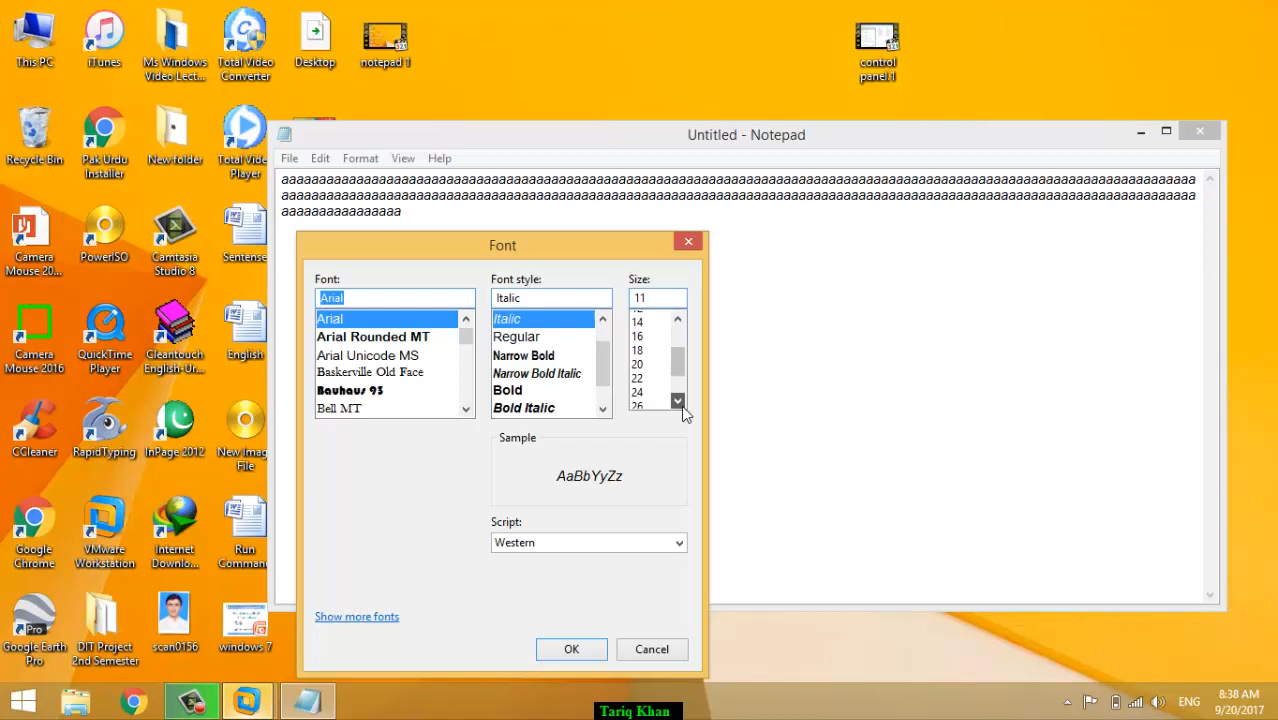 This PC
iTunes
Ms Windows Video Lect...
Total Video Converter
Desktop
notepad 1
control panel.1
Recycle Bin
Pak Urdu Installer
New folder
Total Vide
Player
Camera Mouse 20...
PowerISO
Camtasia Studio 8
Sentense
Camera Mouse 2016
QuickTime Player
Cleantouch English-Ur...
English
CCleaner
RapidTyping
InPage 2012
New Imag
File
Google Chrome
VMware Workstation
Internet Downlo...
Run
Comman
Google Earth Pro
Pro
DIT Project 2nd Semester
scan0156
windows 7
Untitled - Notepad
File Edit Format View Help
Font
Font: Font style: Size:
Arial Italic 11
Arial
Arial Rounded MT
Arial Unicode MS
Baskerville Old Face
Bauhaus 93
Bell MT
Italic
Regular
Narrow Bold
Narrow Bold Italic
Bold
Bold Italic
14
16
18
20
22
24
26
Sample
AaBbYyZz
Script:
Western
Show more fonts
OK Cancel
Tariq Khan
ENG
8:38 AM
9/20/2017